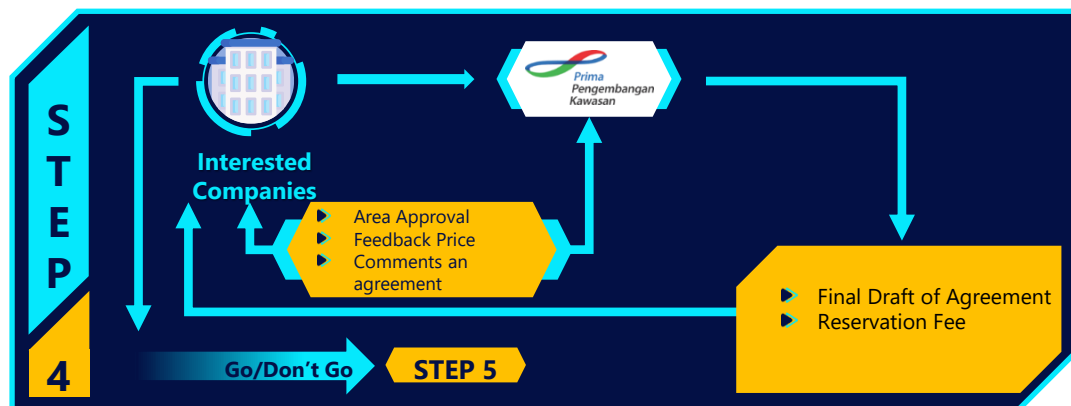 STEP
4
Interested
Companies
Prima
Pengembangan
Kawasan
Area Approval
Feedback Price
Comments an
agreement
Final Draft of Agreement
Reservation Fee
Go/Don’t Go
STEP 5